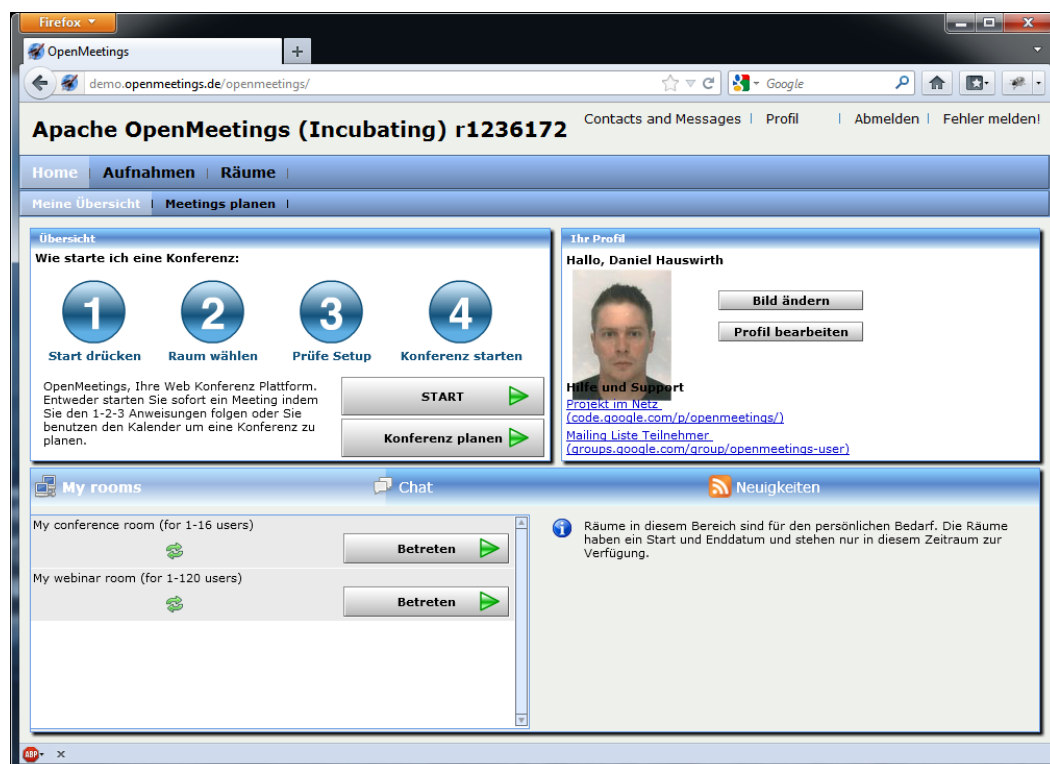 Firefox
OpenMeetings
demo.openmeetings.de/openmeetings/
Google
Apache OpenMeetings (Incubating) r1236172
Contacts and Messages | Profil | Abmelden | Fehler melden!
Home | Aufnahmen | Räume |
Meine Übersicht | Meetings planen |
Übersicht
Wie starte ich eine Konferenz:
1 2 3 4
Start drücken Raum wählen Prüfe Setup Konferenz starten
OpenMeetings, Ihre Web Konferenz Plattform.
Entweder starten Sie sofort ein Meeting indem
Sie den 1-2-3 Anweisungen folgen oder Sie
benutzen den Kalender um eine Konferenz zu
planen.
START
Konferenz planen
Ihr Profil
Hallo, Daniel Hauswirth
Bild ändern
Profil bearbeiten
Hilfe und Support
Projekt im Netz
(code.google.com/p/openmeetings/)
Mailing Liste Teilnehmer
(groups.google.com/group/openmeetings-user)
My rooms Chat Neuigkeiten
My conference room (for 1-16 users)
Betreten
My webinar room (for 1-120 users)
Betreten
Räume in diesem Bereich sind für den persönlichen Bedarf. Die Räume
haben ein Start und Enddatum und stehen nur in diesem Zeitraum zur
Verfügung.
ABP